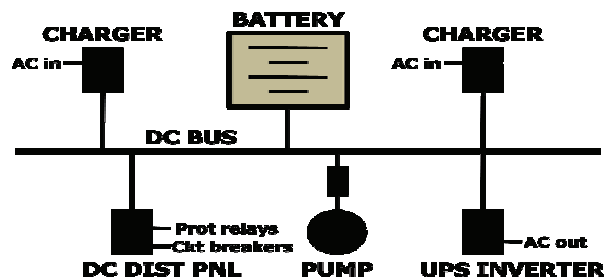 BATTERY
CHARGER
CHARGER
AC in
AC in
DC BUS
Prot relays
Ckt breakers
AC out
DC DIST PNL
PUMP
UPS INVERTER